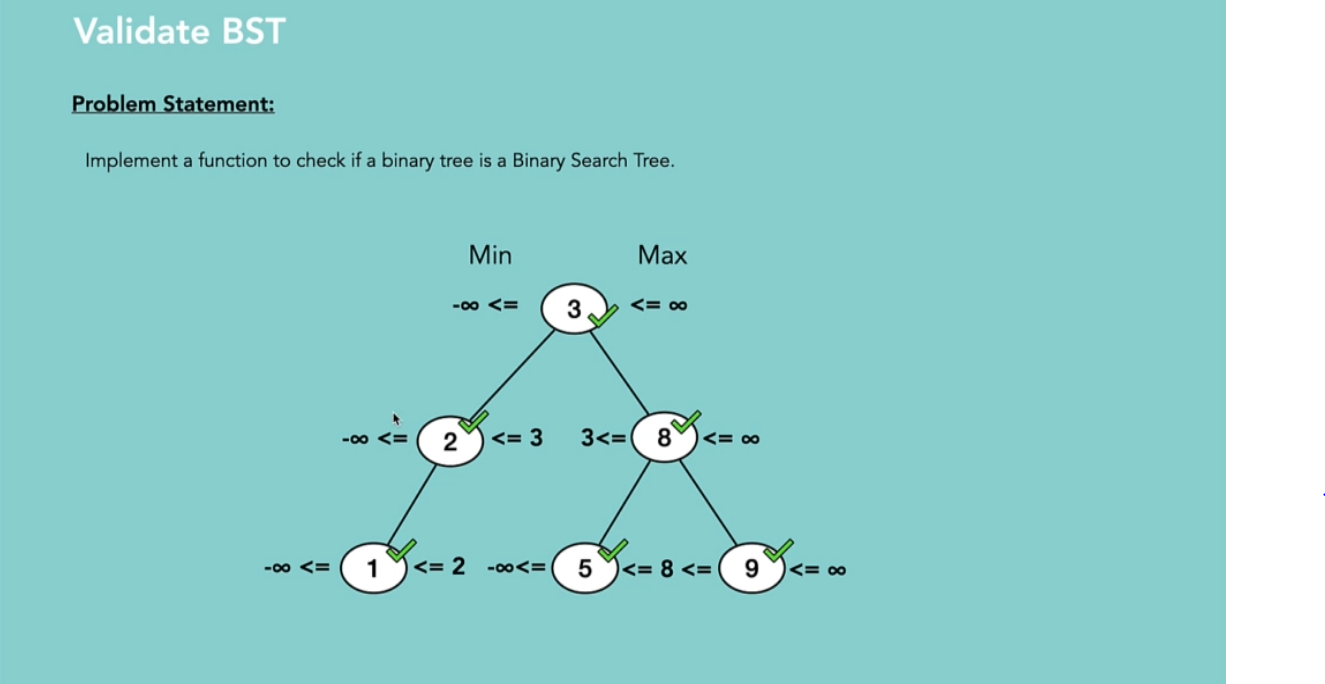 Validate BST
Problem Statement:
Implement a function to check if a binary tree is a Binary Search Tree.
Min Max
-∞ <= 3 <= ∞
-∞ <= 2 <= 3 3<= 8 <= ∞
-∞ <= 1 <= 2 -∞<= 5 <= 8 <= 9 <= ∞